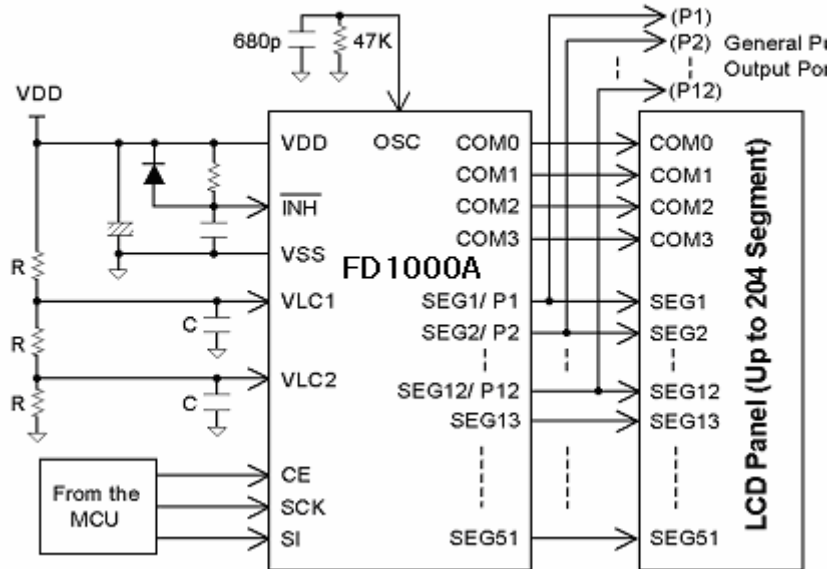 680p
47K
(P1)
(P2)
General Pu
Output Por
(P12)
VDD
VDD
OSC
COM0
COM0
COM1
COM1
INH
COM2
COM2
VSS
COM3
COM3
FD1000A
R
VLC1
SEG1/ P1
SEG1
C
SEG2/ P2
SEG2
R
VLC2
SEG12/ P12
SEG12
R
C
SEG13
SEG13
From the
MCU
CE
SCK
SI
SEG51
SEG51
LCD Panel (Up to 204 Segment)